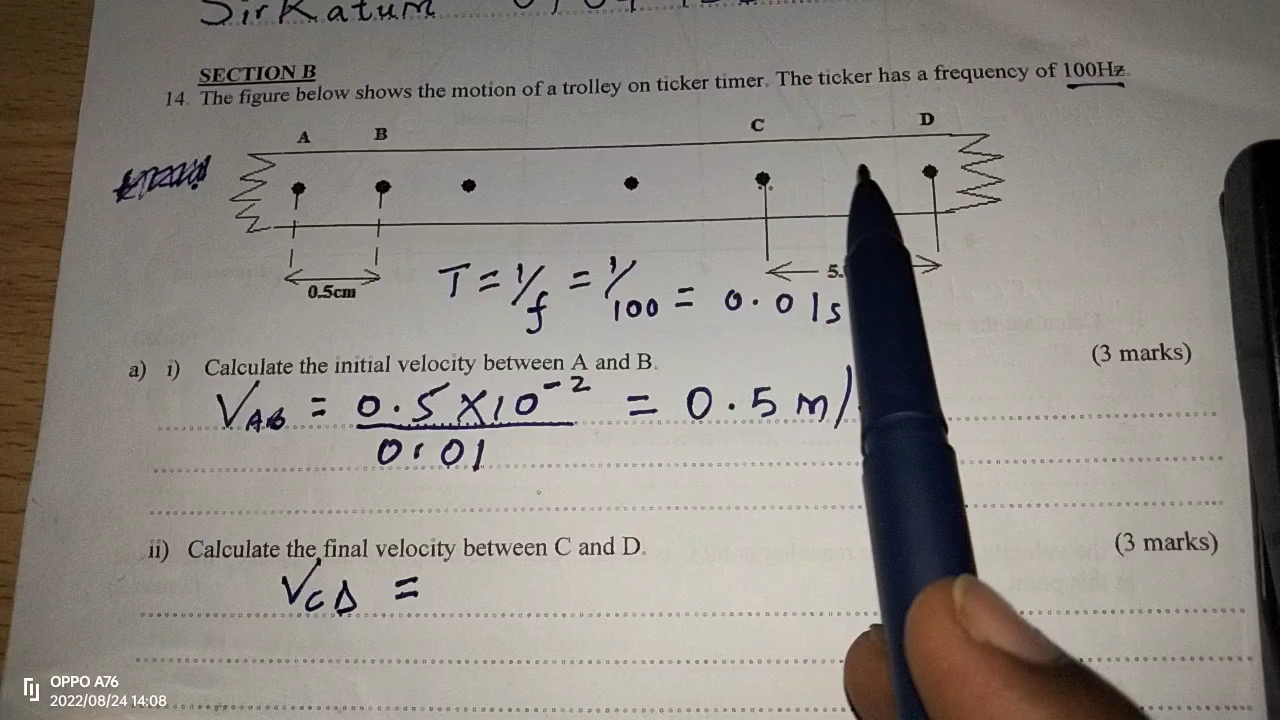 Sir Katum
SECTION B
14. The figure below shows the motion of a trolley on ticker timer. The ticker has a frequency of 100Hz.
A B C D
0.5cm
5.
T = 1/f = 1/100 = 0.01s
a) i) Calculate the initial velocity between A and B. (3 marks)
VAB = 0.5 X10⁻² = 0.5 m/
0.01
ii) Calculate the final velocity between C and D. (3 marks)
VCD =
OPPO A76
2022/08/24 14:08